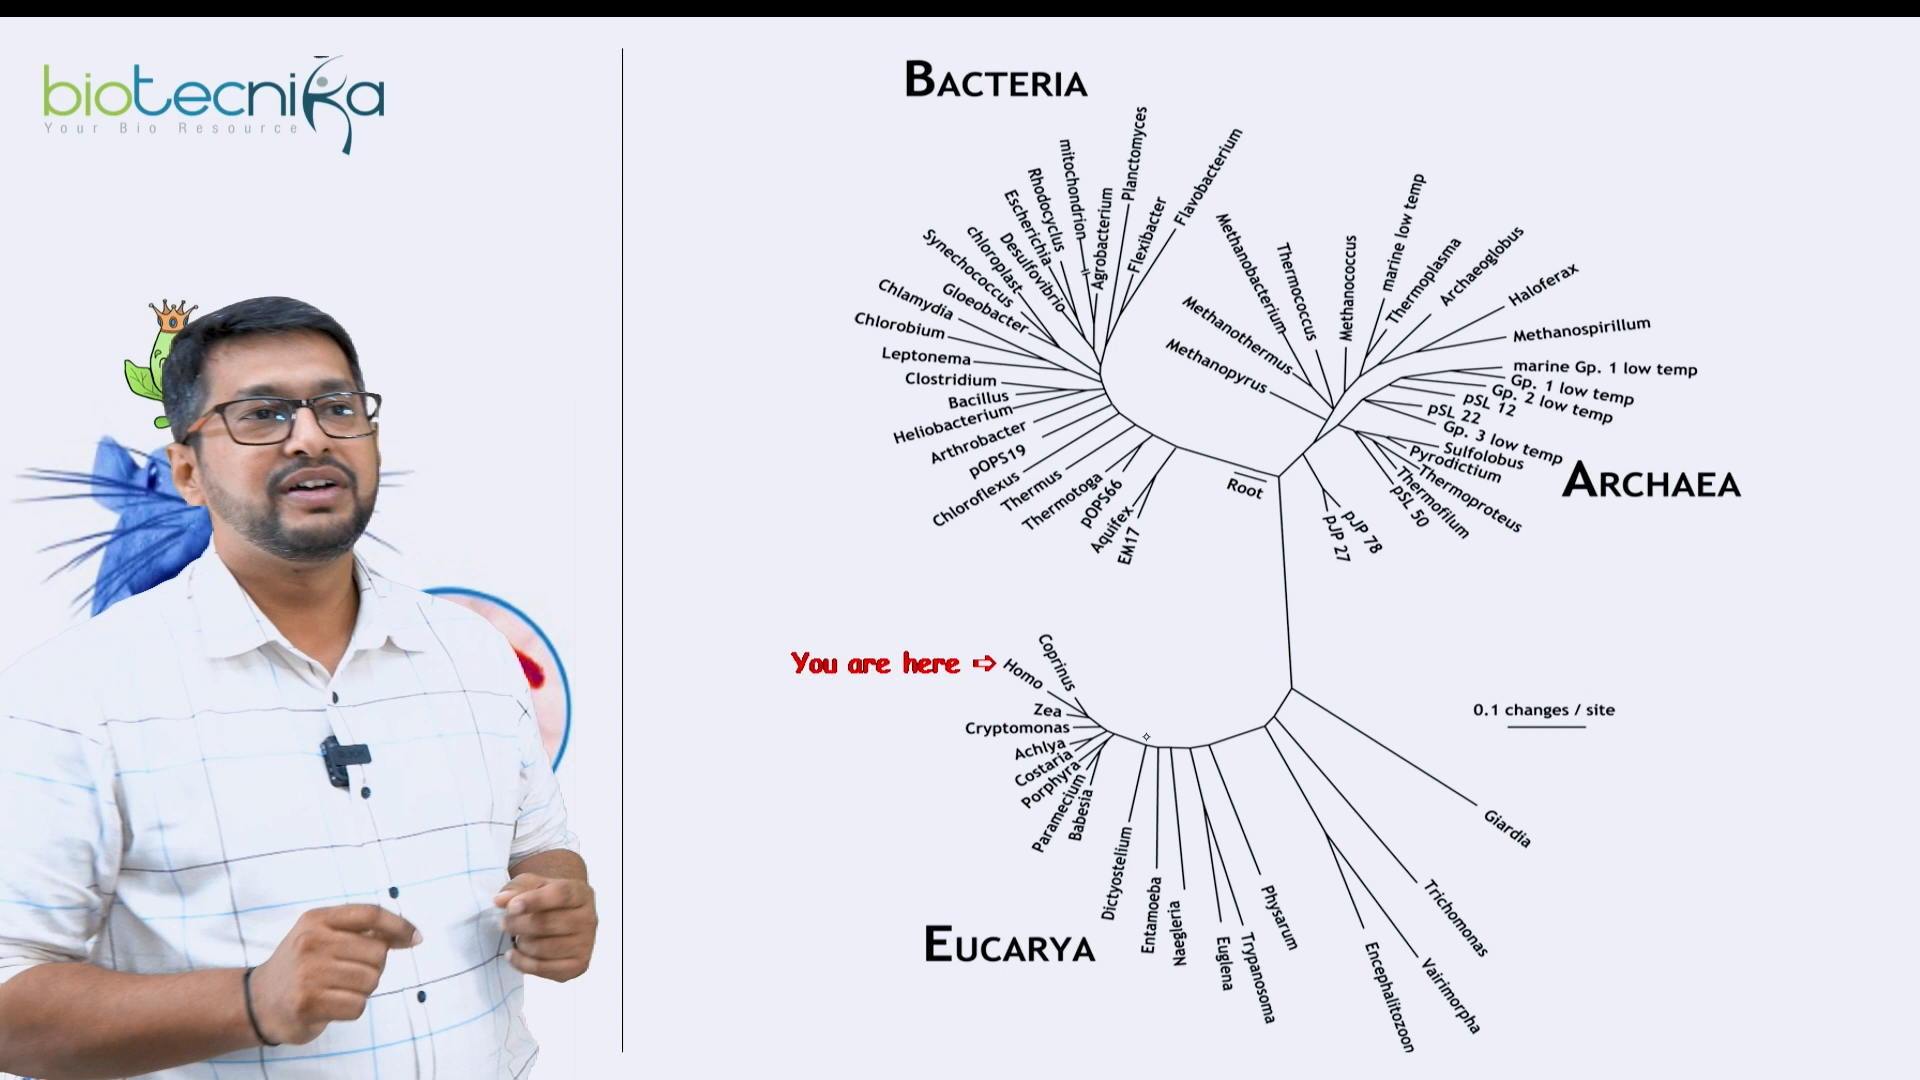 biotecnika
Your Bio Resource
BACTERIA
Planctomyces
Flavobacterium
mitochondrion
Rhodocyclus
Escherichia
Agrobacterium
Flexibacter
Desulfovibrio
chloroplast
Synechococcus
Gloeobacter
Chlamydia
Chlorobium
Leptonema
Clostridium
Bacillus
Heliobacterium
Arthrobacter
pOPS19
Chloroflexus
Thermus
Thermotoga
pOPS66
Aquifex
EM17
Root
Methanopyrus
Methanothermus
Methanobacterium
Thermococcus
Methanococcus
marine low temp
Thermoplasma
Archaeoglobus
Haloferax
Methanospirillum
marine Gp. 1 low temp
Gp. 1 low temp
Gp. 2 low temp
pSL 12
pSL 22
Gp. 3 low temp
Sulfolobus
Pyrodictium
Thermoproteus
Thermofilum
pSL 50
pJP 78
pJP 27
ARCHAEA
You are here ➩
Coprinus
Homo
Zea
Cryptomonas
Achlya
Costaria
Porphyra
Paramecium
Babesia
Dictyostelium
Entamoeba
Naegleria
Euglena
Trypanosoma
Physarum
Encephalitozoon
Vairimorpha
Trichomonas
Giardia
0.1 changes / site
EUCARYA